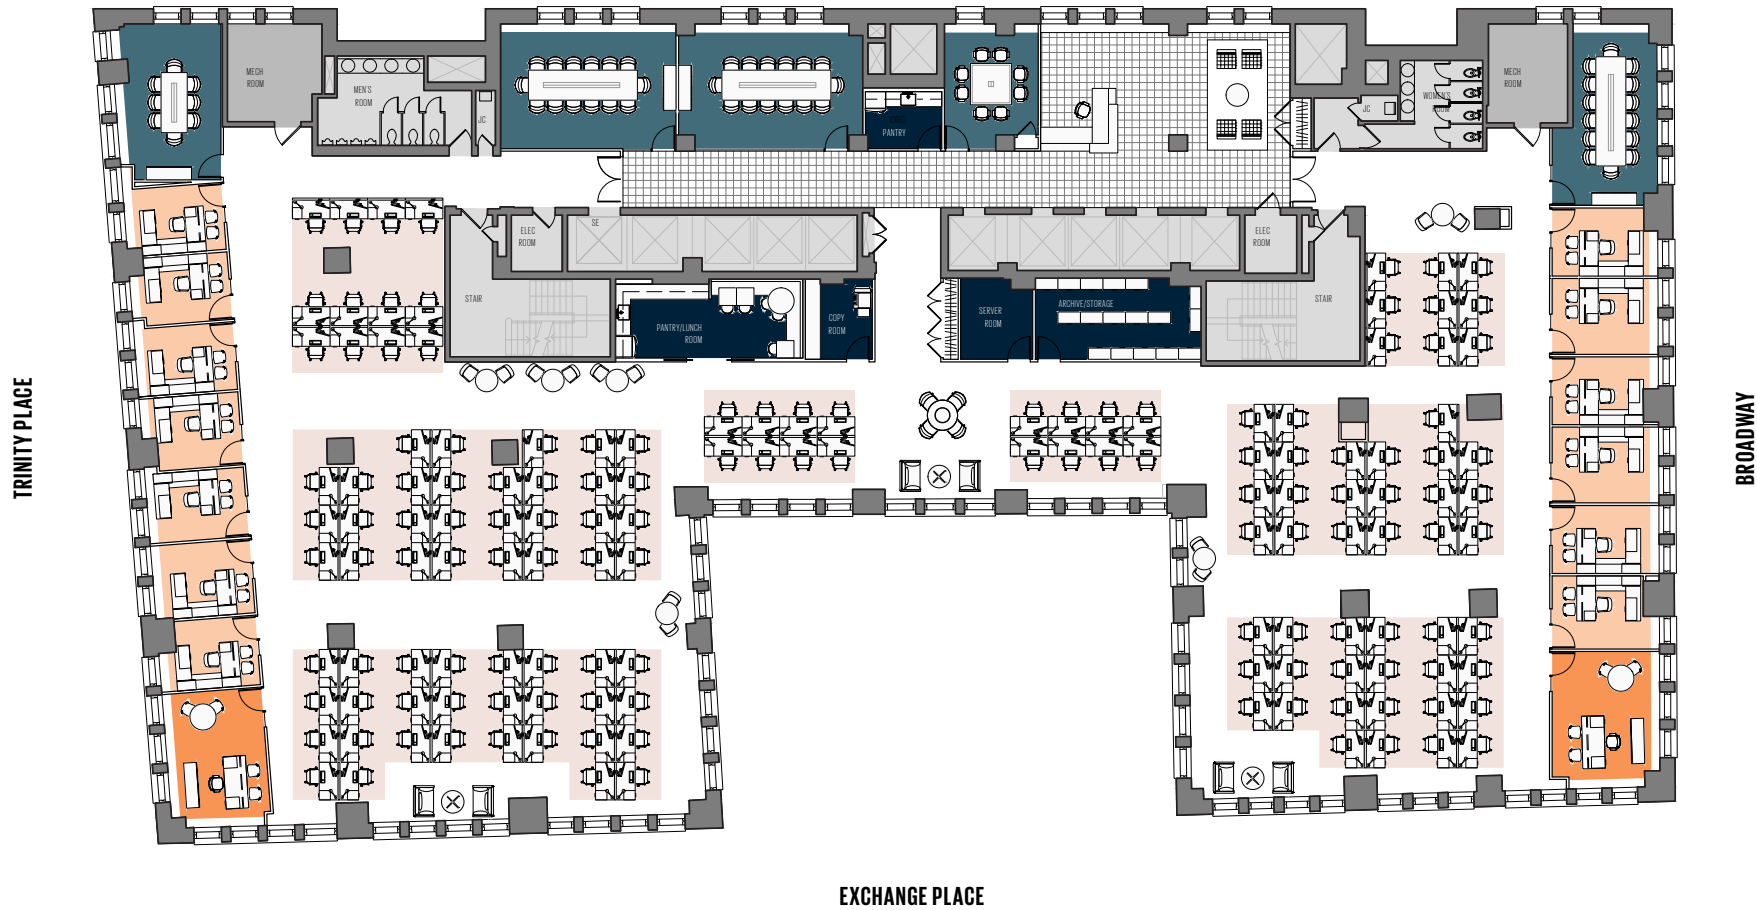 MECH
ROOM
MEN'S
ROOM
JC
PANTRY
JC
WOMEN'S
ROOM
MECH
ROOM
ELEC
ROOM
SE
ELEC
ROOM
STAIR
PANTRY/LUNCH
ROOM
COPY
ROOM
SERVER
ROOM
ARCHIVE/STORAGE
STAIR
TRINITY PLACE
BROADWAY
EXCHANGE PLACE